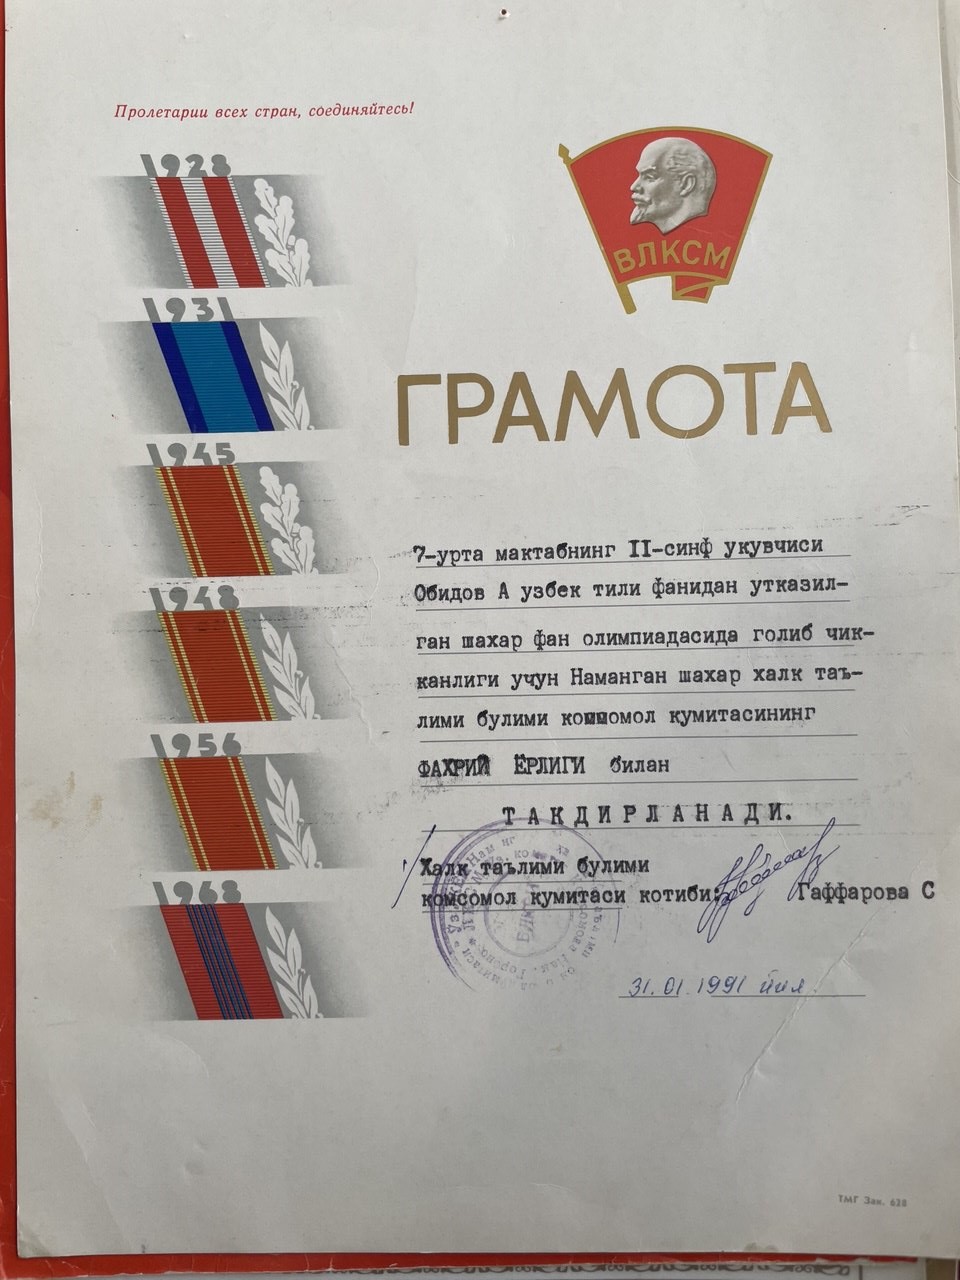 Пролетарии всех стран, соединяйтесь!
1928
1931
1945
1948
1956
1968
ВЛКСМ
ГРАМОТА
7-урта мактабнинг II-синф укувчиси
Обидов А узбек тили фанидан утказил-
ган шахар фан олимпиадасида голиб чик-
канлиги учун Наманган шахар халк таъ-
лими булими комсомол кумитасининг
ФАХРИЙ ЁРЛИГИ билан
ТАКДИРЛАНАДИ.
Халк таълими булими
комсомол кумитаси котиби: Гаффарова С
31.01.1991 йил.
ТМГ Зак. 638